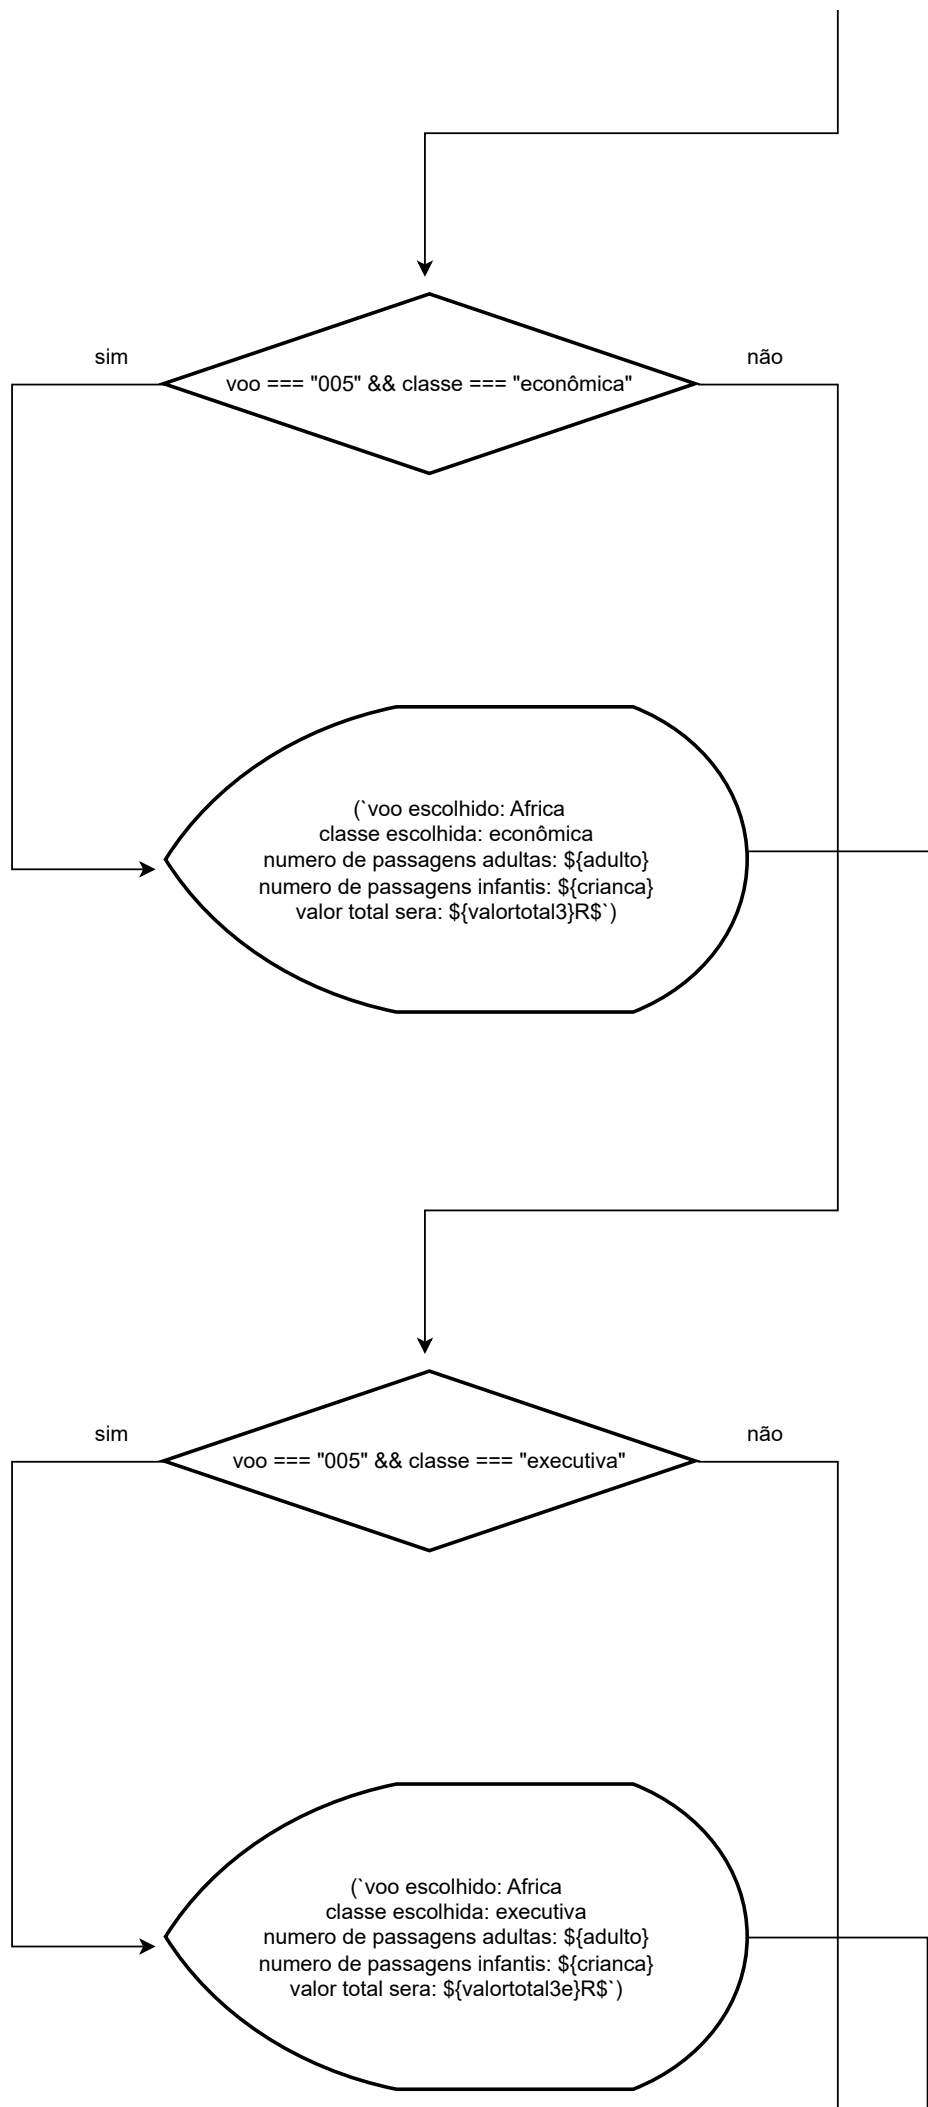 sim
não
voo === "005" && classe === "econômica"
(`voo escolhido: Africa
classe escolhida: econômica
numero de passagens adultas: ${adulto}
numero de passagens infantis: ${crianca}
valor total sera: ${valortotal3}R$`)
sim
não
voo === "005" && classe === "executiva"
(`voo escolhido: Africa
classe escolhida: executiva
numero de passagens adultas: ${adulto}
numero de passagens infantis: ${crianca}
valor total sera: ${valortotal3e}R$`)